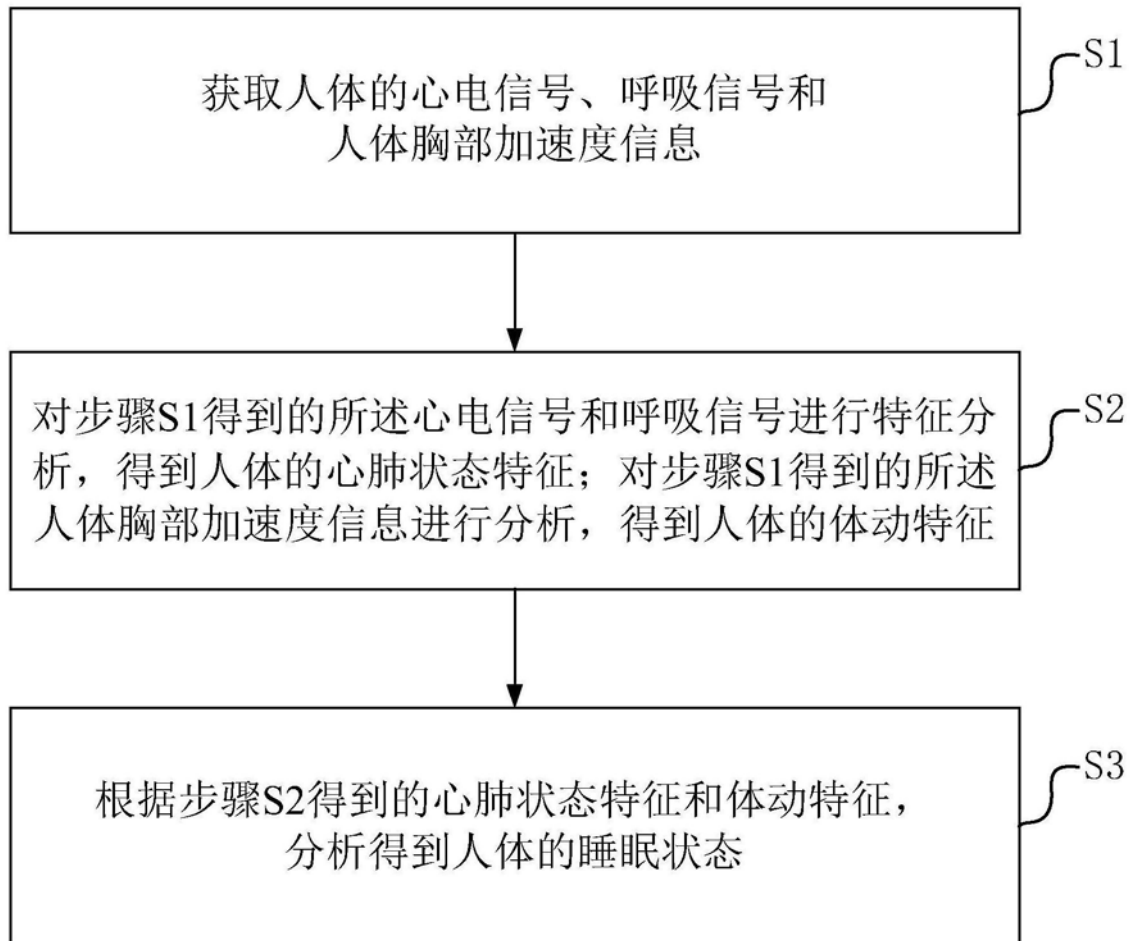 获取人体的心电信号、呼吸信号和
人体胸部加速度信息
S1
对步骤S1得到的所述心电信号和呼吸信号进行特征分
析，得到人体的心肺状态特征；对步骤S1得到的所述
人体胸部加速度信息进行分析，得到人体的体动特征
S2
根据步骤S2得到的心肺状态特征和体动特征，
分析得到人体的睡眠状态
S3